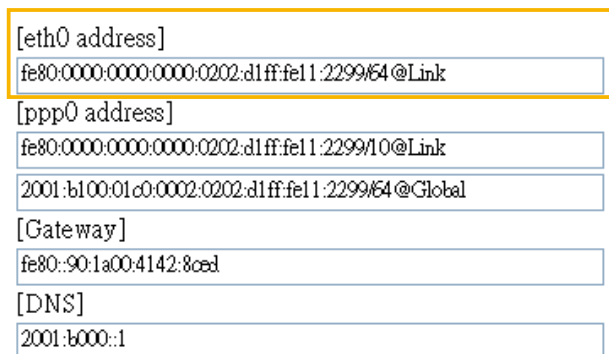 [eth0 address]
fe80:0000:0000:0000:0202:d1ff:fe11:2299/64@Link
[ppp0 address]
fe80:0000:0000:0000:0202:d1ff:fe11:2299/10@Link
2001:b100:01c0:0002:0202:d1ff:fe11:2299/64@Global
[Gateway]
fe80::90:1a00:4142:8ced
[DNS]
2001:b000::1